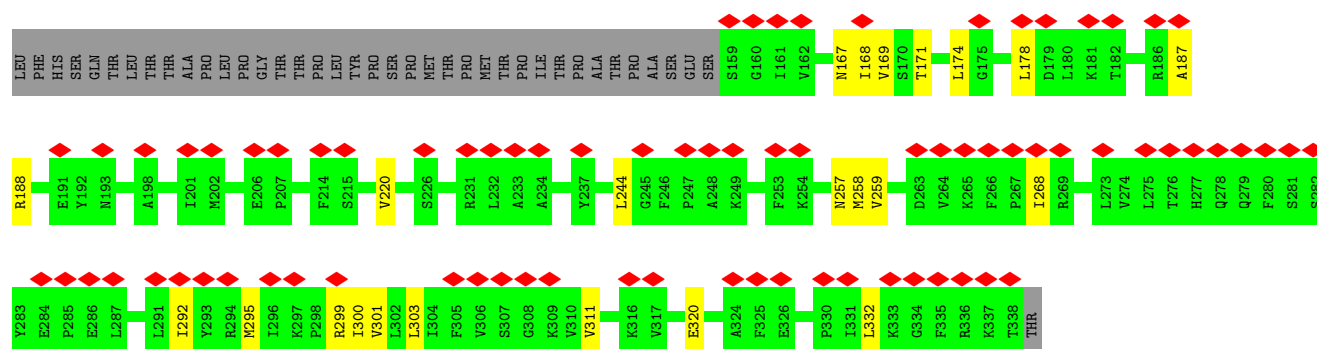 LEU PHE HIS SER GLN THR LEU THR THR ALA PRO LEU PRO GLY THR THR PRO LEU TYR PRO SER PRO MET THR PRO MET THR PRO ILE THR PRO ALA THR PRO ALA SER GLU SER S159 G160 I161 V162 N167 I168 V169 S170 T171 L174 G175 L178 D179 L180 K181 T182 R186 A187
R188 E191 Y192 N193 A198 I201 M202 E206 P207 F214 S215 V220 S226 R231 L232 A233 A234 Y237 L244 G245 F246 P247 A248 K249 F253 K254 N257 M258 V259 D263 V264 K265 F266 P267 I268 R269 L273 V274 L275 T276 H277 Q278 Q279 F280 S281 S282
Y283 E284 P285 E286 L287 L291 I292 Y293 R294 M295 I296 K297 P298 R299 I300 V301 L302 L303 I304 F305 V306 S307 G308 K309 V310 V311 K316 V317 E320 A324 F325 E326 P330 I331 L332 K333 G334 F335 R336 K337 T338 THR